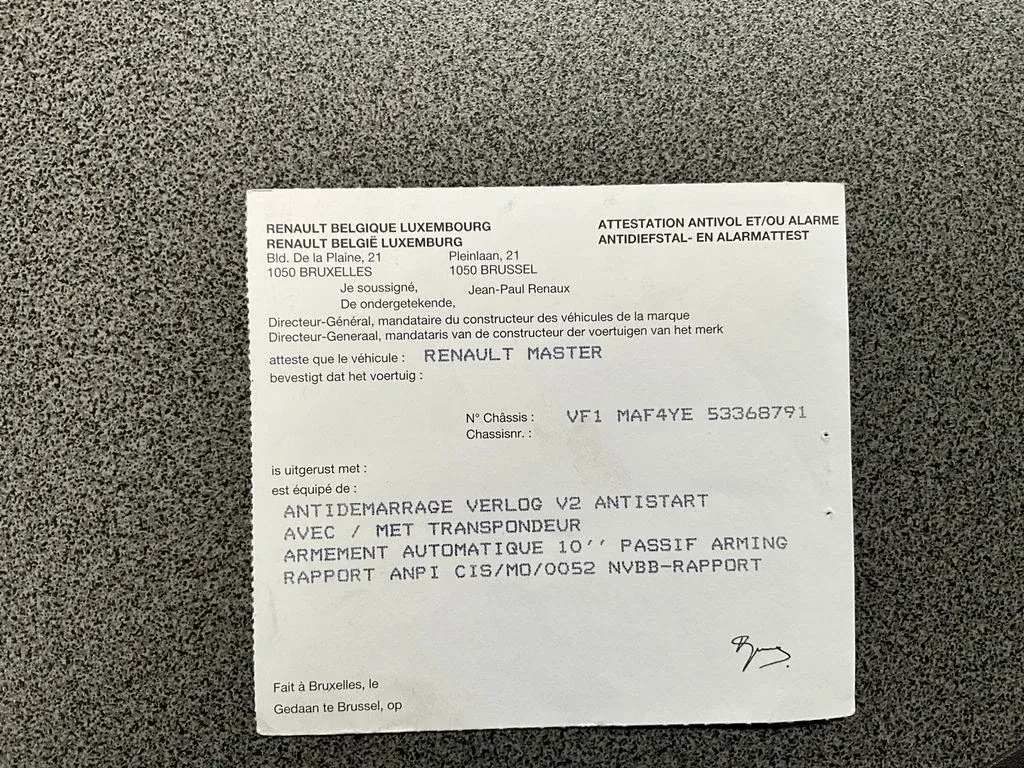 RENAULT BELGIQUE LUXEMBOURG
RENAULT BELGIË LUXEMBURG
Bld. De la Plaine, 21 Pleinlaan, 21
1050 BRUXELLES 1050 BRUSSEL
ATTESTATION ANTIVOL ET/OU ALARME
ANTIDIEFSTAL- EN ALARMATTEST
Je soussigné, Jean-Paul Renaux
De ondergetekende,
Directeur-Général, mandataire du constructeur des véhicules de la marque
Directeur-Generaal, mandataris van de constructeur der voertuigen van het merk
atteste que le véhicule : RENAULT MASTER
bevestigt dat het voertuig :
N° Châssis : VF1 MAF4YE 53368791
Chassisnr. :
is uitgerust met :
est équipé de :
ANTIDEMARRAGE VERLOG V2 ANTISTART
AVEC / MET TRANSPONDEUR
ARMEMENT AUTOMATIQUE 10'' PASSIF ARMING
RAPPORT ANPI CIS/MO/0052 NVBB-RAPPORT
Fait à Bruxelles, le
Gedaan te Brussel, op